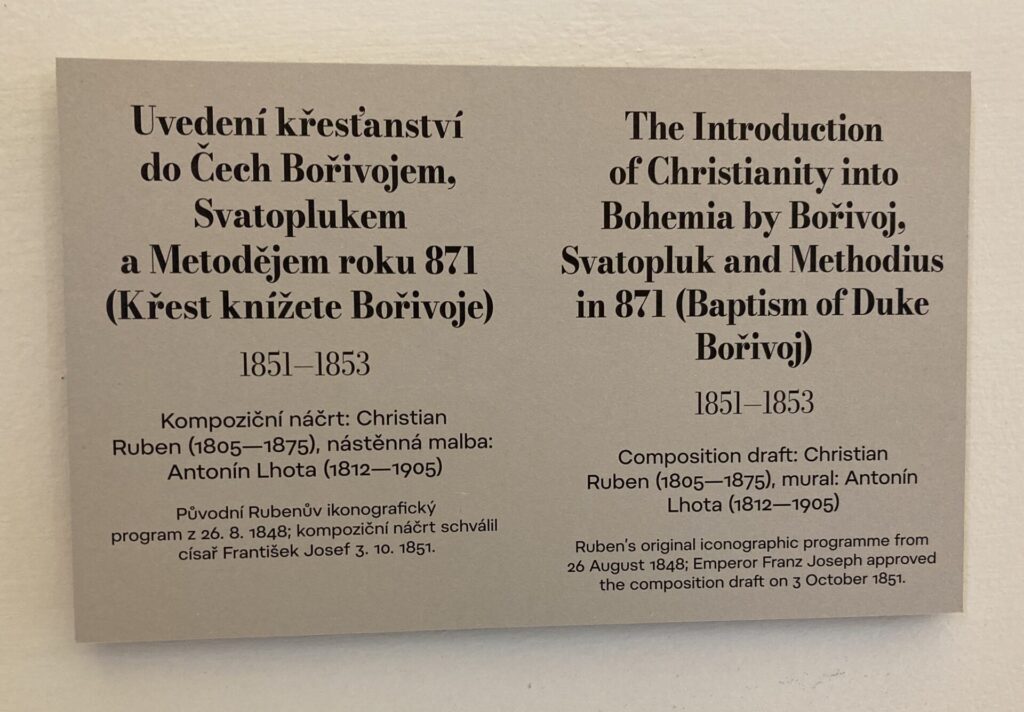 Uvedení křesťanství
do Čech Bořivojem,
Svatoplukem
a Metodějem roku 871
(Křest knížete Bořivoje)
1851—1853
Kompoziční náčrt: Christian
Ruben (1805—1875), nástěnná malba:
Antonín Lhota (1812—1905)
Původní Rubenův ikonografický
program z 26. 8. 1848; kompoziční náčrt schválil
císař František Josef 3. 10. 1851.
The Introduction
of Christianity into
Bohemia by Bořivoj,
Svatopluk and Methodius
in 871 (Baptism of Duke
Bořivoj)
1851—1853
Composition draft: Christian
Ruben (1805—1875), mural: Antonín
Lhota (1812—1905)
Ruben's original iconographic programme from
26 August 1848; Emperor Franz Joseph approved
the composition draft on 3 October 1851.